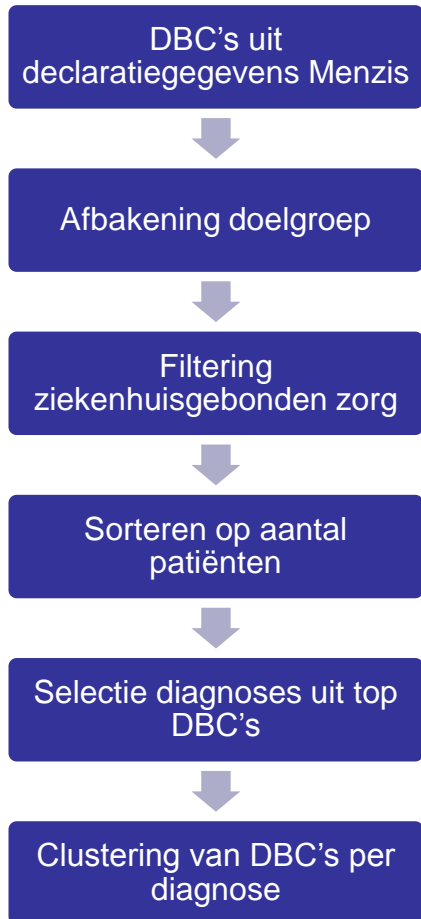 DBC's uit
declaratiegegevens Menzis
Afbakening doelgroep
Filtering
ziekenhuisgebonden zorg
Sorteren op aantal
patiënten
Selectie diagnoses uit top
DBC's
Clustering van DBC's per
diagnose